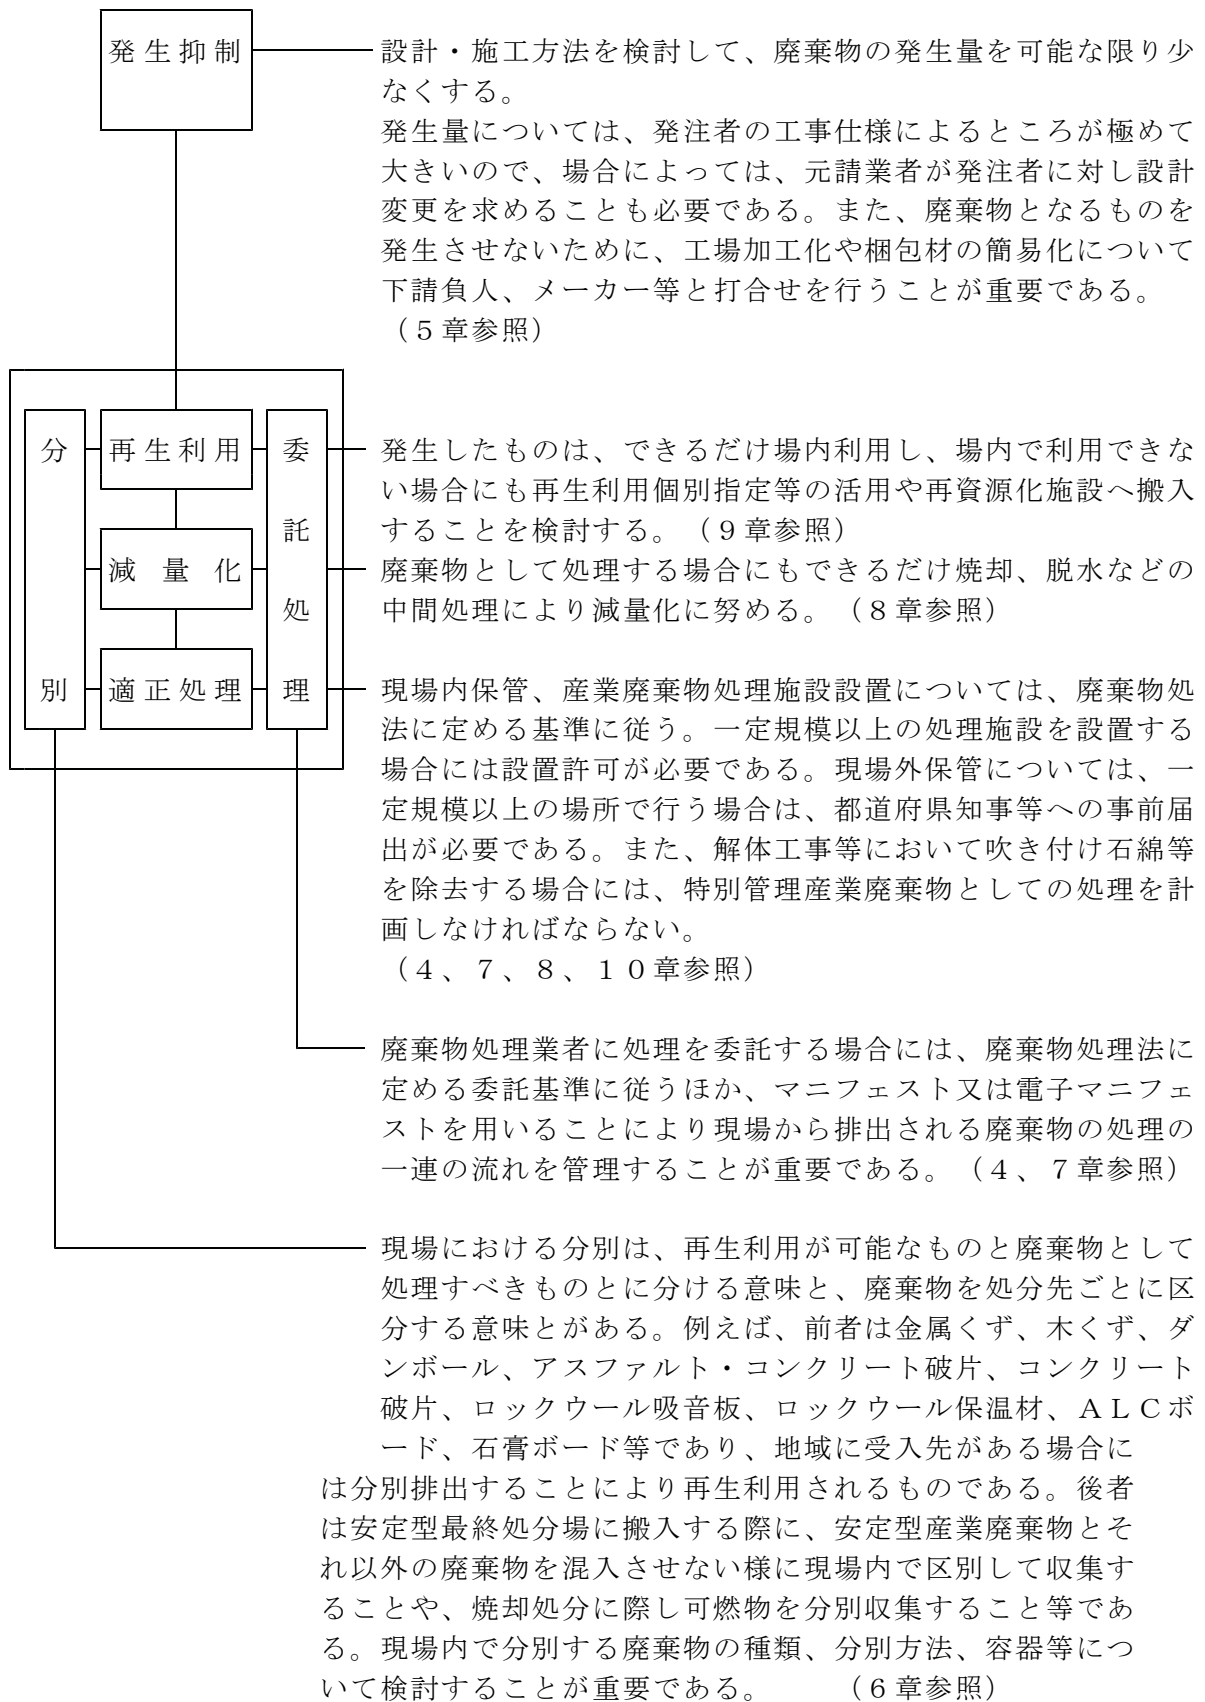 発生抑制
設計・施工方法を検討して、廃棄物の発生量を可能な限り少
なくする。
発生量については、発注者の工事仕様によるところが極めて
大きいので、場合によっては、元請業者が発注者に対し設計
変更を求めることも必要である。また、廃棄物となるものを
発生させないために、工場加工化や梱包材の簡易化について
下請負人、メーカー等と打合せを行うことが重要である。
（５章参照）
分別
再生利用
委託処理
発生したものは、できるだけ場内利用し、場内で利用できな
い場合にも再生利用個別指定等の活用や再資源化施設へ搬入
することを検討する。（９章参照）
減量化
廃棄物として処理する場合にもできるだけ焼却、脱水などの
中間処理により減量化に努める。（８章参照）
適正処理
現場内保管、産業廃棄物処理施設設置については、廃棄物処
法に定める基準に従う。一定規模以上の処理施設を設置する
場合には設置許可が必要である。現場外保管については、一
定規模以上の場所で行う場合は、都道府県知事等への事前届
出が必要である。また、解体工事等において吹き付け石綿等
を除去する場合には、特別管理産業廃棄物としての処理を計
画しなければならない。
（４、７、８、１０章参照）
廃棄物処理業者に処理を委託する場合には、廃棄物処理法に
定める委託基準に従うほか、マニフェスト又は電子マニフェ
ストを用いることにより現場から排出される廃棄物の処理の
一連の流れを管理することが重要である。（４、７章参照）
現場における分別は、再生利用が可能なものと廃棄物として
処理すべきものとに分ける意味と、廃棄物を処分先ごとに区
分する意味とがある。例えば、前者は金属くず、木くず、ダ
ンボール、アスファルト・コンクリート破片、コンクリート
破片、ロックウール吸音板、ロックウール保温材、ＡＬＣボ
ード、石膏ボード等であり、地域に受入先がある場合に
は分別排出することにより再生利用されるものである。後者
は安定型最終処分場に搬入する際に、安定型産業廃棄物とそ
れ以外の廃棄物を混入させない様に現場内で区別して収集す
ることや、焼却処分に際し可燃物を分別収集すること等であ
る。現場内で分別する廃棄物の種類、分別方法、容器等につ
いて検討することが重要である。　　（６章参照）